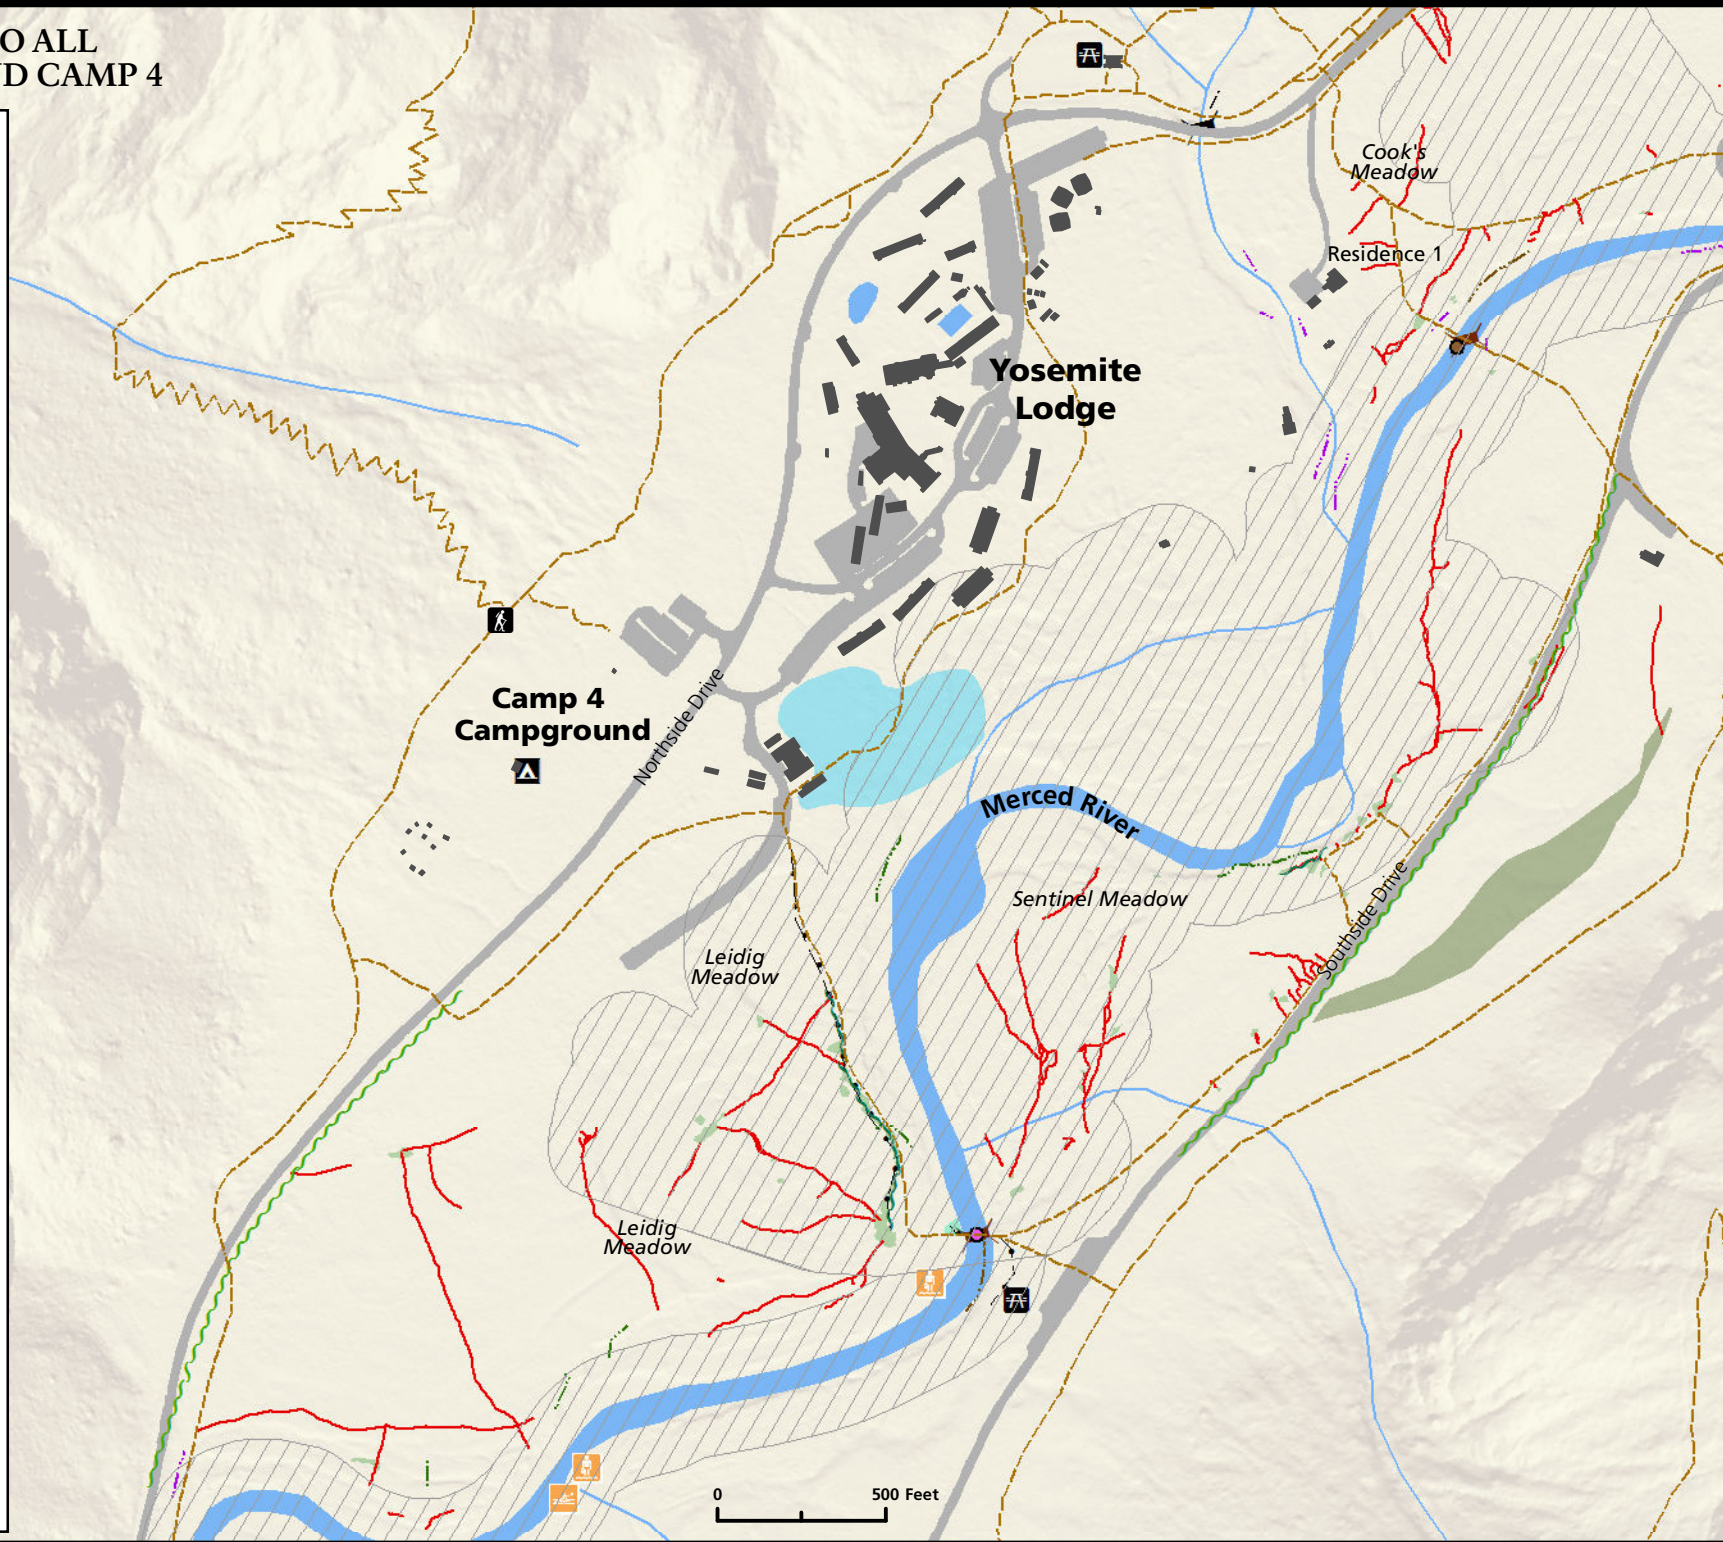 O ALL
D CAMP 4
Cook's
Meadow
Residence 1
Yosemite
Lodge
Camp 4
Campground
Northside Drive
Merced River
Sentinel Meadow
Southside Drive
Leidig
Meadow
Leidig
Meadow
0 500 Feet